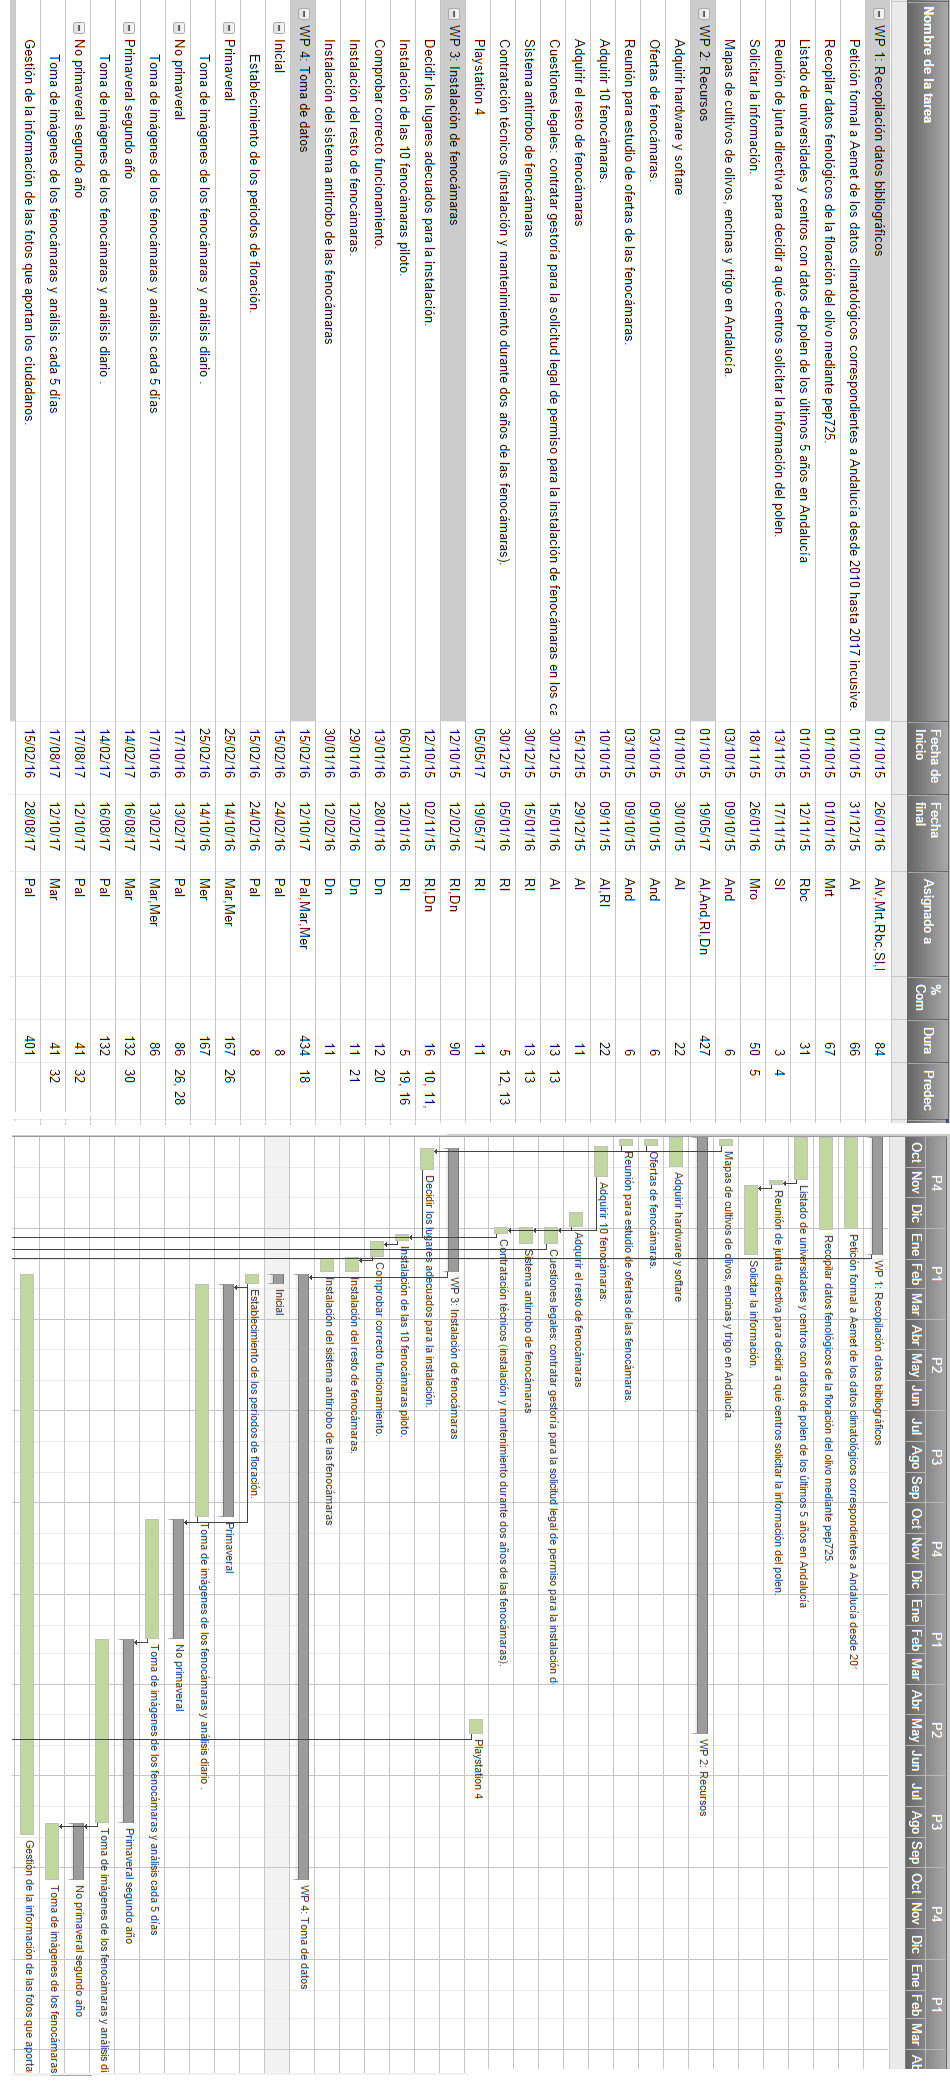 Nombre de la tarea Fecha de Inicio Fecha final Asignado a % Com Dura Predec
WP 1: Recopilación datos bibliográficos 01/10/15 26/01/16 Alv,Mrt,Rbc,Sl,I 84
Petición formal a Aemet de los datos climatológicos correspondientes a Andalucía desde 2010 hasta 2017 incusive. 01/10/15 31/12/15 Al 66
Recopilar datos fenológicos de la floración del olivo mediante pep725. 01/10/15 01/01/16 Mrt 67
Listado de universidades y centros con datos de polen de los últimos 5 años en Andalucía 01/10/15 12/11/15 Rbc 31
Reunión de junta directiva para decidir a qué centros solicitar la información del polen. 13/11/15 17/11/15 Sl 3 4
Solicitar la información. 18/11/15 26/01/16 Mro 50 5
Mapas de cultivos de olivos, encinas y trigo en Andalucía. 03/10/15 09/10/15 And 6
WP 2: Recursos 01/10/15 19/05/17 Al,And,Rl,Dn 427
Adquirir hardware y softare 01/10/15 30/10/15 Al 22
Ofertas de fenocámaras. 03/10/15 09/10/15 And 6
Reunión para estudio de ofertas de las fenocámaras. 03/10/15 09/10/15 And 6
Adquirir 10 fenocámaras. 10/10/15 09/11/15 Al,Rl 22
Adquirir el resto de fenocámaras 15/12/15 29/12/15 Al 11
Cuestiones legales: contratar gestoría para la solicitud legal de permiso para la instalación de fenocámaras en los ca 30/12/15 15/01/16 Al 13 13
Sistema antirrobo de fenocámaras 30/12/15 15/01/16 Rl 13 13
Contratación técnicos (instalación y mantenimiento durante dos años de las fenocámaras). 30/12/15 05/01/16 Rl 5 12, 13
Playstation 4 05/05/17 19/05/17 Rl 11
WP 3: Instalación de fenocámaras 12/10/15 12/02/16 Rl,Dn 90
Decidir los lugares adecuados para la instalación. 12/10/15 02/11/15 Rl,Dn 16 10, 11,
Instalación de las 10 fenocámaras piloto. 06/01/16 12/01/16 Rl 5 19, 16
Comprobar correcto funcionamiento. 13/01/16 28/01/16 Dn 12 20
Instalación del resto de fenocámaras. 29/01/16 12/02/16 Dn 11 21
Instalación del sistema antirrobo de las fenocámaras 30/01/16 12/02/16 Dn 11
WP 4: Toma de datos 15/02/16 12/10/17 Pal,Mar,Mer 434 18
Inicial 15/02/16 24/02/16 Pal 8
Establecimiento de los periodos de floración. 15/02/16 24/02/16 Pal 8
Primaveral 25/02/16 14/10/16 Mar,Mer 167 26
Toma de imágenes de los fenocámaras y análisis diario . 25/02/16 14/10/16 Mer 167
No primaveral 17/10/16 13/02/17 Pal 86 26, 28
Toma de imágenes de los fenocámaras y análisis cada 5 días 17/10/16 13/02/17 Mar,Mer 86
Primaveral segundo año 14/02/17 16/08/17 Mar 132 30
Toma de imágenes de los fenocámaras y análisis diario . 14/02/17 16/08/17 Pal 132
No primaveral segundo año 17/08/17 12/10/17 Pal 41 32
Toma de imágenes de los fenocámaras y análisis cada 5 días 17/08/17 12/10/17 Mar 41 32
Gestión de la información de las fotos que aportan los ciudadanos. 15/02/16 28/08/17 Pal 401
P4 P1 P2 P3 P4 P1 P2 P3 P4 P1
Oct Nov Dic Ene Feb Mar Abr May Jun Jul Ago Sep Oct Nov Dic Ene Feb Mar Abr May Jun Jul Ago Sep Oct Nov Dic Ene Feb Mar Ab
WP 1: Recopilación datos bibliográficos
Petición formal a Aemet de los datos climatológicos correspondientes a Andalucía desde 201
Recopilar datos fenológicos de la floración del olivo mediante pep725.
Listado de universidades y centros con datos de polen de los últimos 5 años en Andalucía
Reunión de junta directiva para decidir a qué centros solicitar la información del polen.
Solicitar la información.
Mapas de cultivos de olivos, encinas y trigo en Andalucía.
WP 2: Recursos
Adquirir hardware y softare
Ofertas de fenocámaras.
Reunión para estudio de ofertas de las fenocámaras.
Adquirir 10 fenocámaras.
Adquirir el resto de fenocámaras
Cuestiones legales: contratar gestoría para la solicitud legal de permiso para la instalación d
Sistema antirrobo de fenocámaras
Contratación técnicos (instalación y mantenimiento durante dos años de las fenocámaras).
Playstation 4
WP 3: Instalación de fenocámaras
Decidir los lugares adecuados para la instalación.
Instalación de las 10 fenocámaras piloto.
Comprobar correcto funcionamiento.
Instalación del resto de fenocámaras.
Instalación del sistema antirrobo de las fenocámaras
WP 4: Toma de datos
Inicial
Establecimiento de los periodos de floración.
Primaveral
Toma de imágenes de los fenocámaras y análisis diario .
No primaveral
Toma de imágenes de los fenocámaras y análisis cada 5 días
Primaveral segundo año
Toma de imágenes de los fenocámaras y análisis di
No primaveral segundo año
Toma de imágenes de los fenocámaras
Gestión de la información de las fotos que aporta